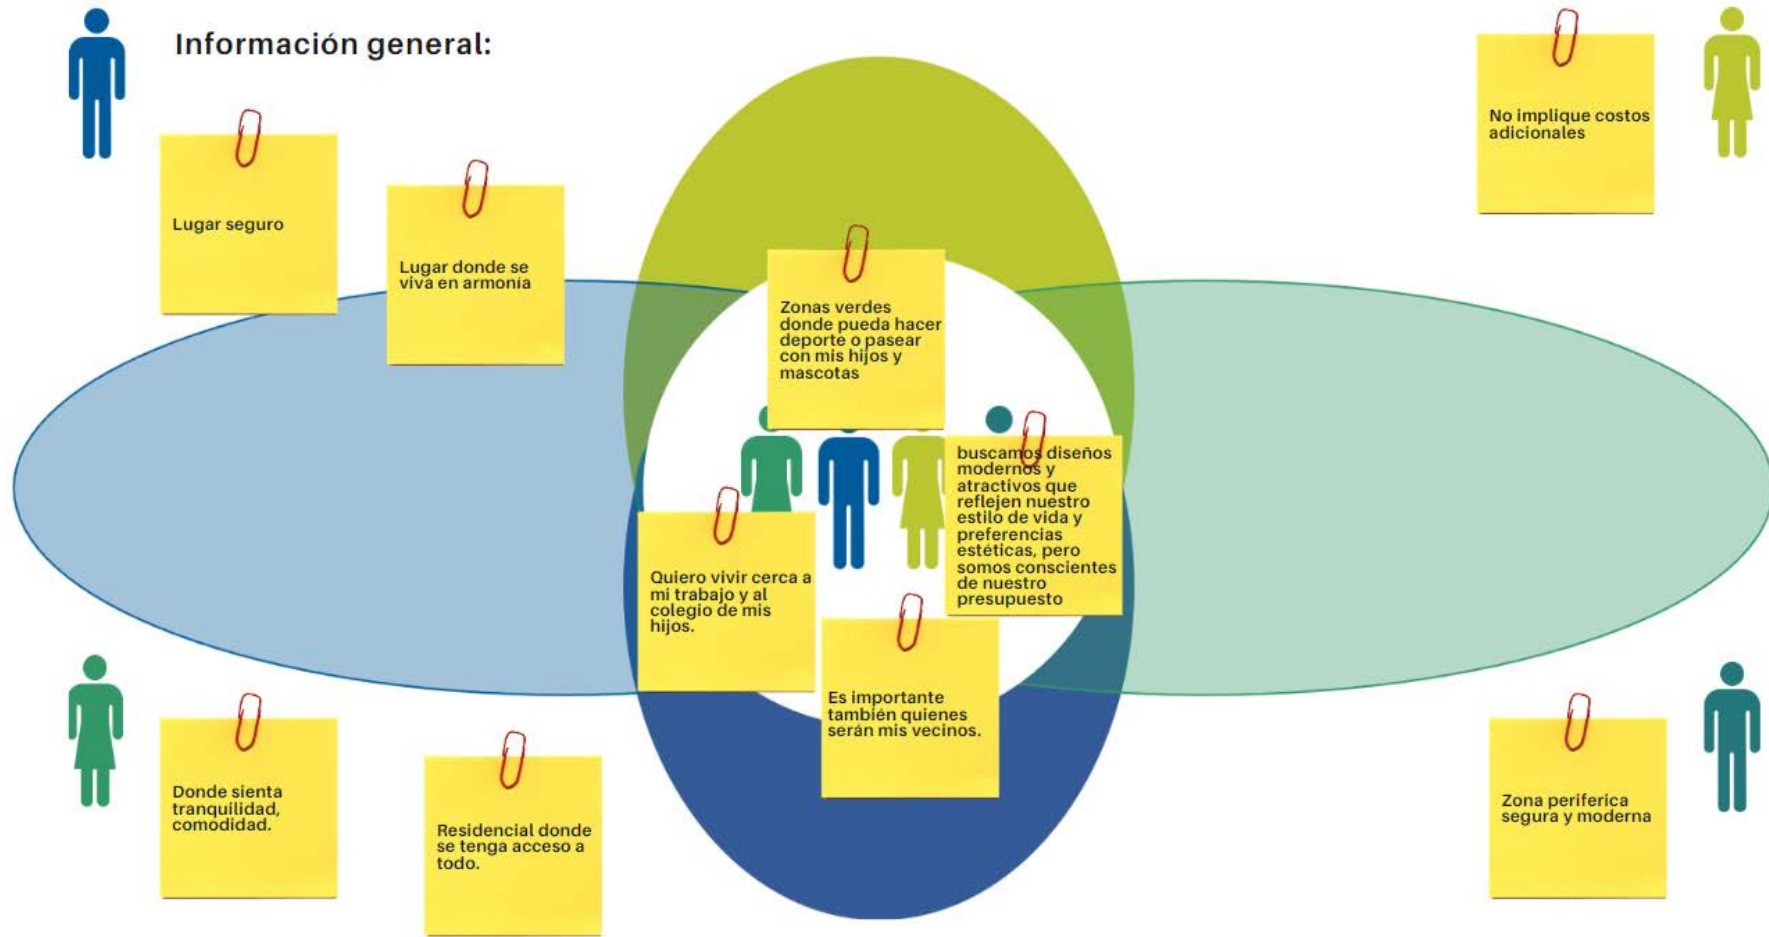 Información general:
No implique costos
adicionales
Lugar seguro
Lugar donde se
viva en armonía
Zonas verdes
donde pueda hacer
deporte o pasear
con mis hijos y
mascotas
buscamos diseños
modernos y
atractivos que
reflejen nuestro
estilo de vida y
preferencias
estéticas, pero
somos conscientes
de nuestro
presupuesto
Quiero vivir cerca a
mi trabajo y al
colegio de mis
hijos.
Es importante
también quienes
serán mis vecinos.
Donde sienta
tranquilidad,
comodidad.
Residencial donde
se tenga acceso a
todo.
Zona periferica
segura y moderna